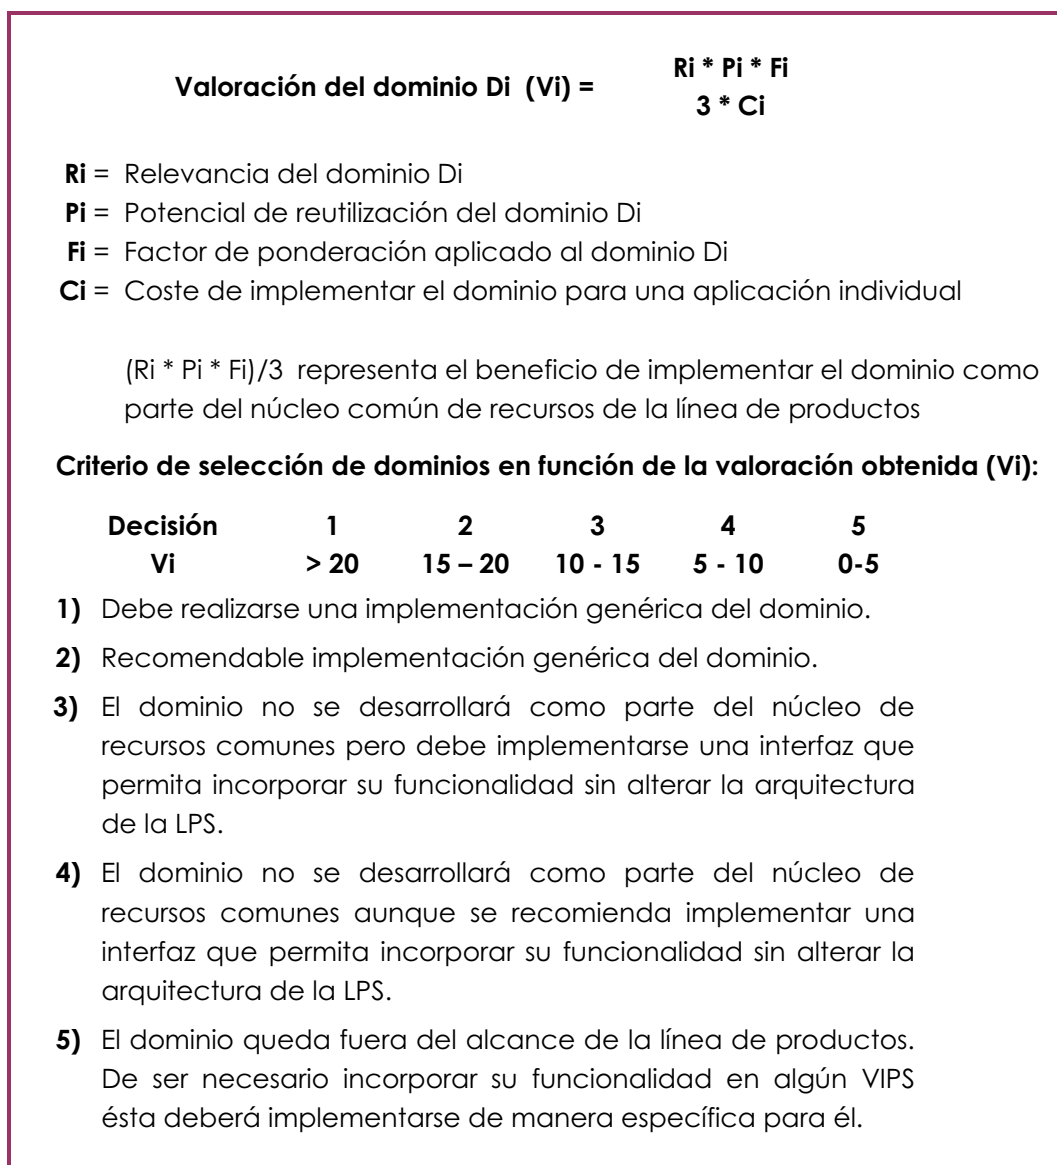 Ri * Pi * Fi
Valoración del dominio Di (Vi) =
3 * Ci
Ri = Relevancia del dominio Di
Pi = Potencial de reutilización del dominio Di
Fi = Factor de ponderación aplicado al dominio Di
Ci = Coste de implementar el dominio para una aplicación individual
(Ri * Pi * Fi)/3 representa el beneficio de implementar el dominio como
parte del núcleo común de recursos de la línea de productos
Criterio de selección de dominios en función de la valoración obtenida (Vi):
Decisión 1 2 3 4 5
Vi > 20 15 – 20 10 - 15 5 - 10 0-5
1) Debe realizarse una implementación genérica del dominio.
2) Recomendable implementación genérica del dominio.
3) El dominio no se desarrollará como parte del núcleo de
recursos comunes pero debe implementarse una interfaz que
permita incorporar su funcionalidad sin alterar la arquitectura
de la LPS.
4) El dominio no se desarrollará como parte del núcleo de
recursos comunes aunque se recomienda implementar una
interfaz que permita incorporar su funcionalidad sin alterar la
arquitectura de la LPS.
5) El dominio queda fuera del alcance de la línea de productos.
De ser necesario incorporar su funcionalidad en algún VIPS
ésta deberá implementarse de manera específica para él.